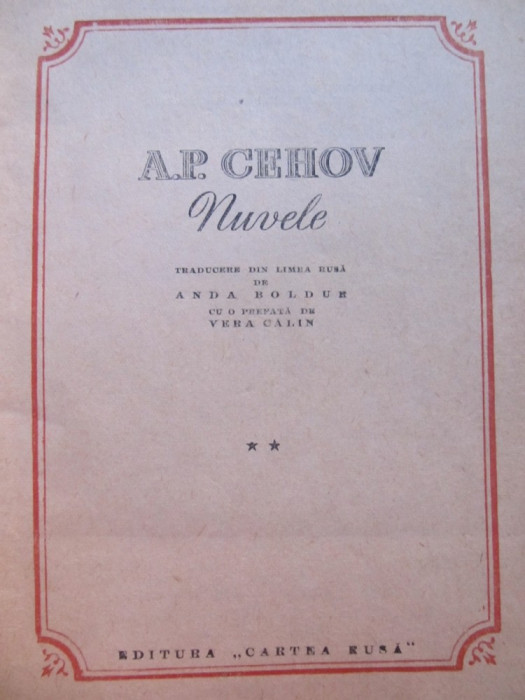 A.P. CEHOV
Nuvele
TRADUCERE DIN LIMBA RUSĂ
DE
ANDA BOLDUR
CU O PREFAȚĂ DE
VERA CĂLIN
★ ★
EDITURA „CARTEA RUSĂ"